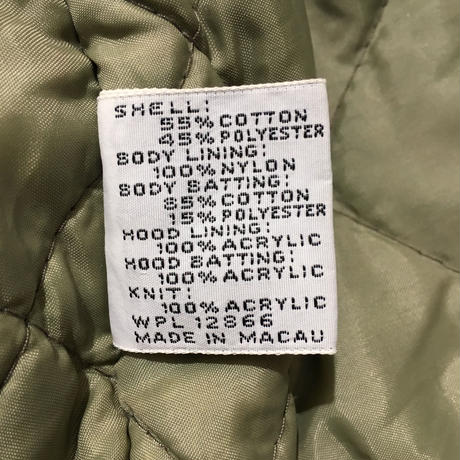 SHELL:
55% COTTON
45% POLYESTER
BODY LINING:
100% NYLON
BODY BATTING:
85% COTTON
15% POLYESTER
HOOD LINING:
100% ACRYLIC
HOOD BATTING:
100% ACRYLIC
KNIT:
100% ACRYLIC
WPL 12866
MADE IN MACAU